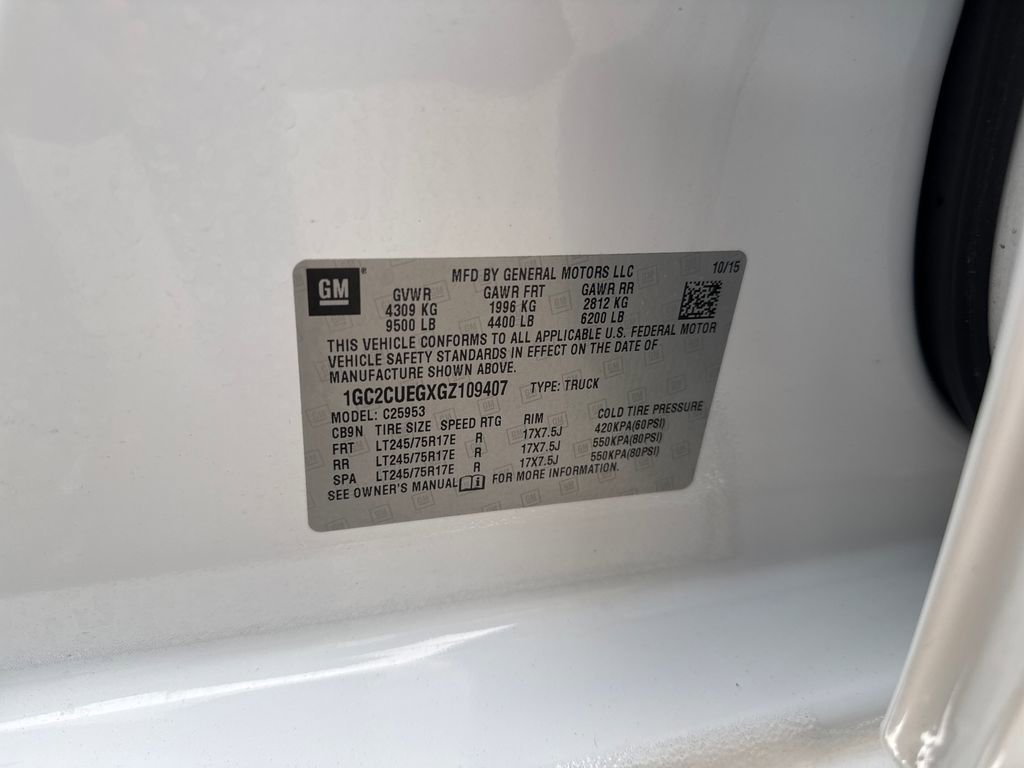 GM
MFD BY GENERAL MOTORS LLC 10/15
GVWR GAWR FRT GAWR RR
4309 KG 1996 KG 2812 KG
9500 LB 4400 LB 6200 LB
THIS VEHICLE CONFORMS TO ALL APPLICABLE U.S. FEDERAL MOTOR
VEHICLE SAFETY STANDARDS IN EFFECT ON THE DATE OF
MANUFACTURE SHOWN ABOVE.
1GC2CUEGXGZ109407 TYPE: TRUCK
MODEL: C25953
CB9N TIRE SIZE SPEED RTG RIM COLD TIRE PRESSURE
FRT LT245/75R17E R 17X7.5J 420KPA(60PSI)
RR LT245/75R17E R 17X7.5J 550KPA(80PSI)
SPA LT245/75R17E R 17X7.5J 550KPA(80PSI)
SEE OWNER'S MANUAL i FOR MORE INFORMATION.